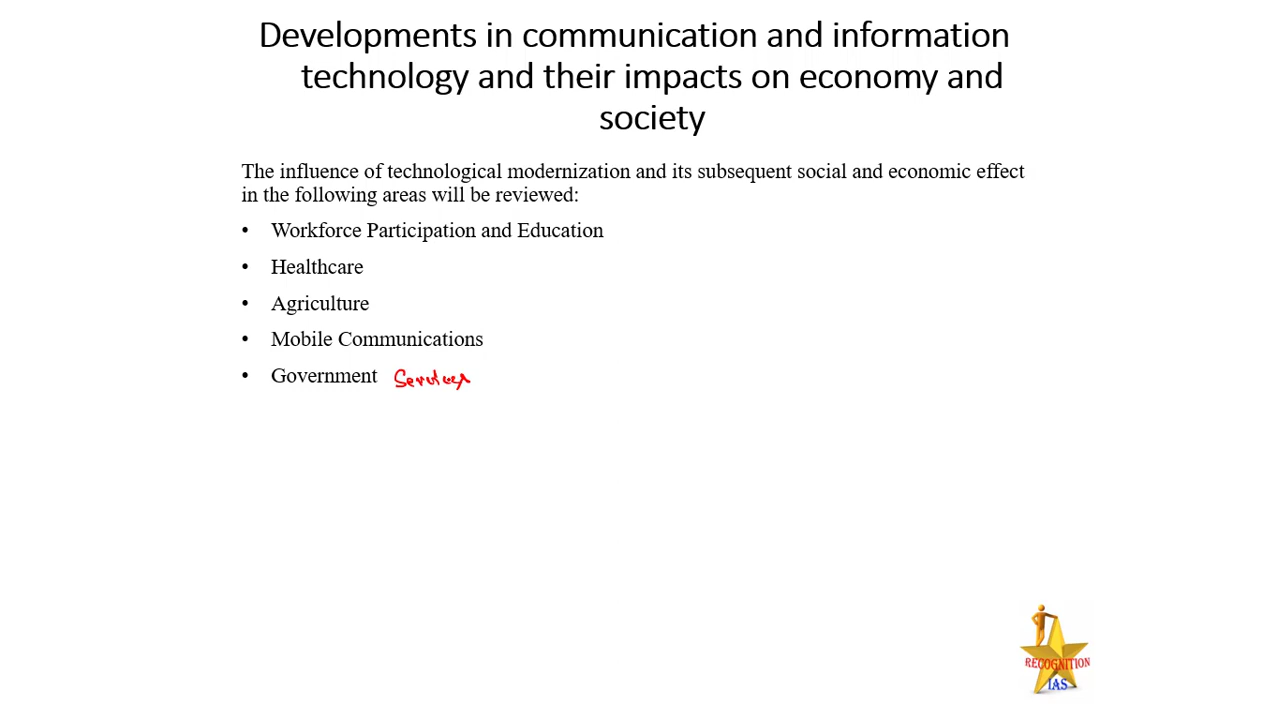 Developments in communication and information
technology and their impacts on economy and
society
The influence of technological modernization and its subsequent social and economic effect
in the following areas will be reviewed:
• Workforce Participation and Education
• Healthcare
• Agriculture
• Mobile Communications
• Government Services
RECOGNITION
IAS